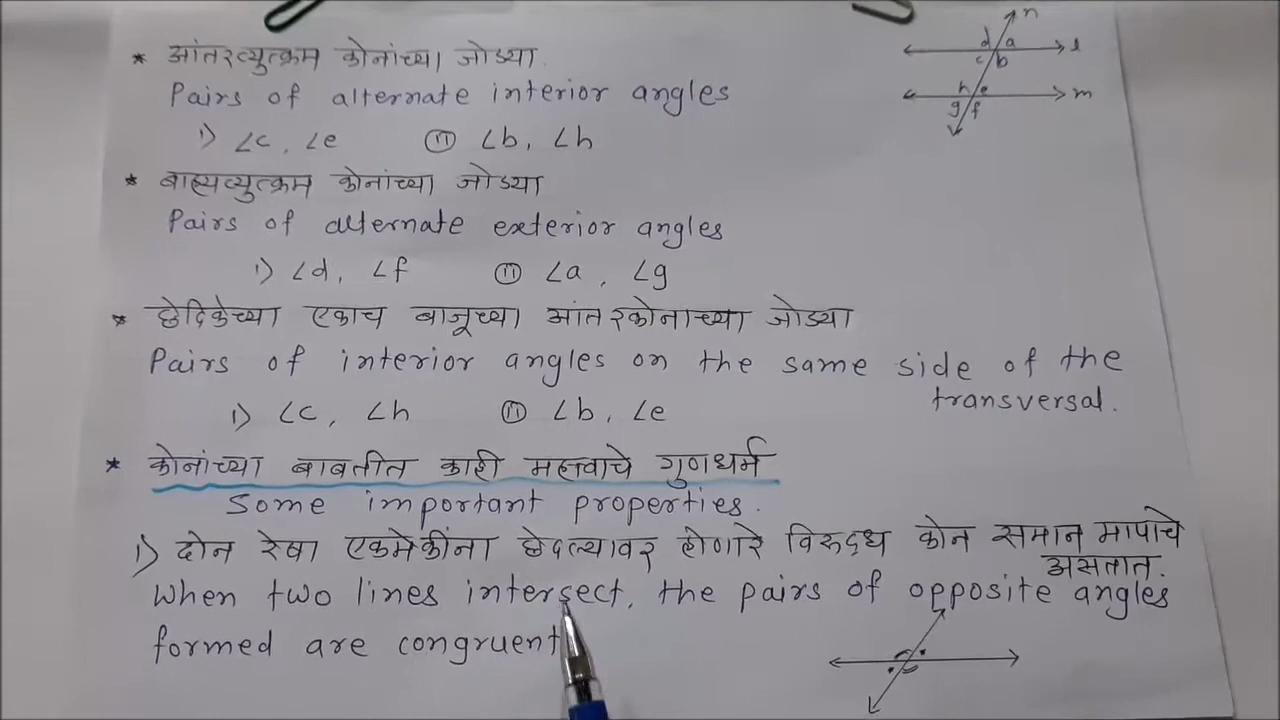 * आंतरव्युत्क्रम कोनांच्या जोड्या.
Pairs of alternate interior angles
i) ∠c, ∠e (ii) ∠b, ∠h
* बाह्यव्युत्क्रम कोनांच्या जोड्या
Pairs of alternate exterior angles
i) ∠d, ∠f (ii) ∠a, ∠g
* छेदिकेच्या एकाच बाजूच्या आंतरकोनाच्या जोड्या
Pairs of interior angles on the same side of the
transversal.
i) ∠c, ∠h (ii) ∠b, ∠e
* कोनांच्या बाबतीत काही महत्वाचे गुणधर्म
Some important properties.
i) दोन रेषा एकमेकींना छेदल्यावर होणारे विरुद्ध कोन समान मापाचे
असतात.
When two lines intersect, the pairs of opposite angles
formed are congruent
n
d a l
c b
h e m
g f